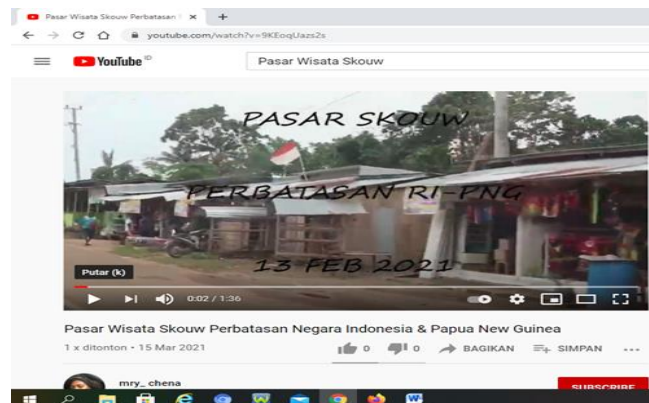 Pasar Wisata Skouw Perbatasan
youtube.com/watch?v=9KEoqUazs2s
YouTube ID
Pasar Wisata Skouw
PASAR SKOUW
PERBATASAN RI-PNG
13 FEB 2021
Putar (k)
0:02 / 1:36
Pasar Wisata Skouw Perbatasan Negara Indonesia & Papua New Guinea
1 x ditonton • 15 Mar 2021
0
0
BAGIKAN
SIMPAN
mry_ chena
SUBSCRIBE